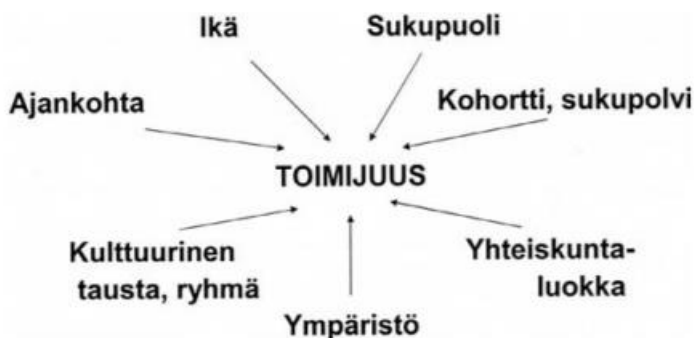 Ikä
Sukupuoli
Ajankohta
Kohortti, sukupolvi
TOIMIJUUS
Kulttuurinen
tausta, ryhmä
Yhteiskunta-
luokka
Ympäristö